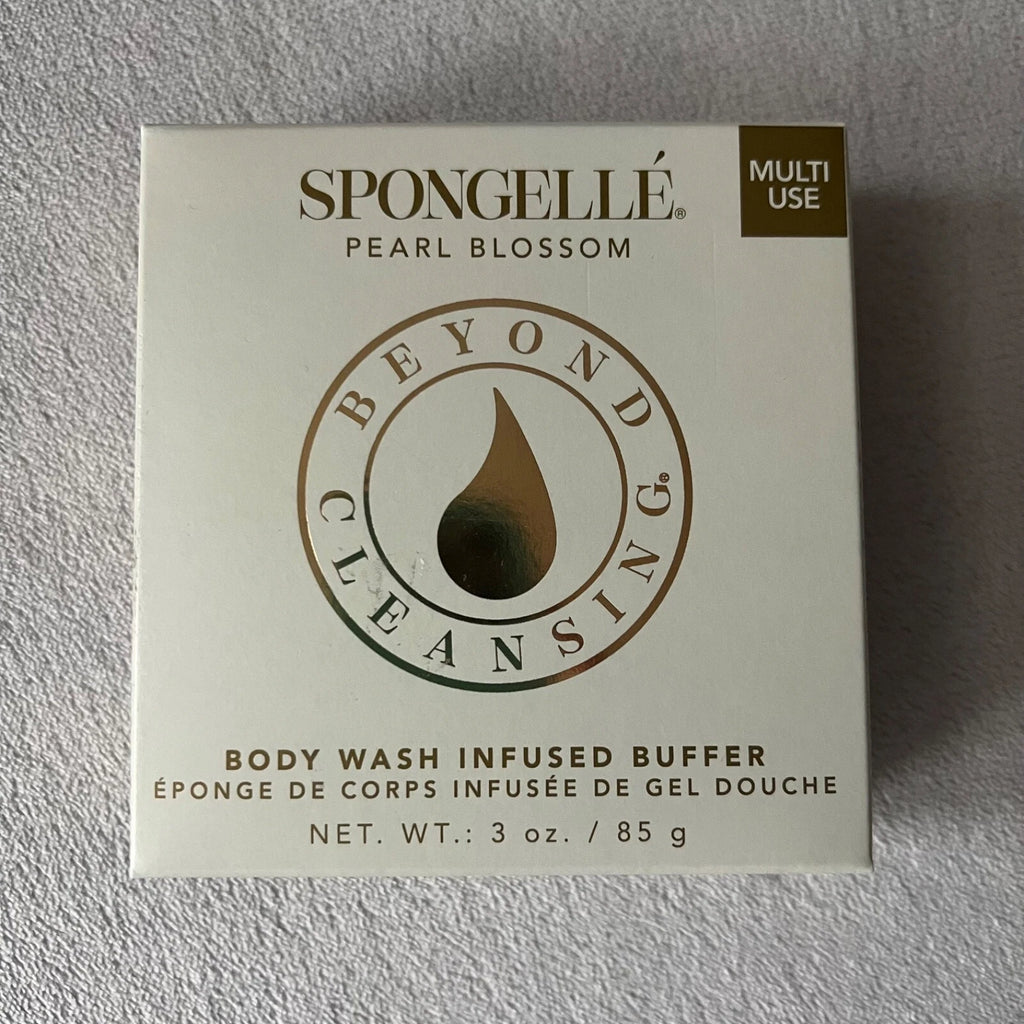 SPONGELLÉ®
PEARL BLOSSOM
MULTI
USE
BEYOND
CLEANSING®
BODY WASH INFUSED BUFFER
ÉPONGE DE CORPS INFUSÉE DE GEL DOUCHE
NET. WT.: 3 oz. / 85 g